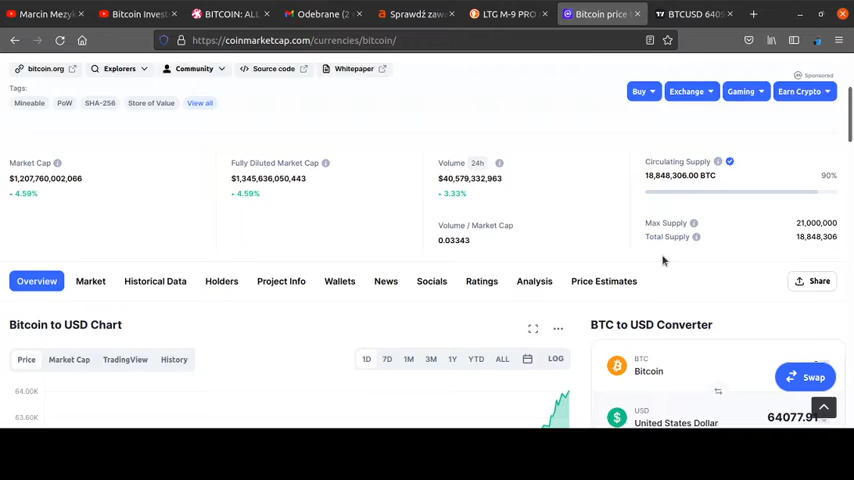 Marcin Mezyk
Bitcoin Invest
BITCOIN: ALL
Odebrane (2
Sprawdź zaw
LTG M-9 PRO
Bitcoin price t
BTCUSD 6409
https://coinmarketcap.com/currencies/bitcoin/
bitcoin.org
Explorers
Community
Source code
Whitepaper
Sponsored
Tags:
Buy
Exchange
Gaming
Earn Crypto
Mineable
PoW
SHA-256
Store of Value
View all
Market Cap
Fully Diluted Market Cap
Volume 24h
Circulating Supply
$1,207,760,002,066
$1,345,636,050,443
$40,579,332,963
18,848,306.00 BTC
90%
4.59%
4.59%
3.33%
Volume / Market Cap
0.03343
Max Supply
21,000,000
Total Supply
18,848,306
Overview
Market
Historical Data
Holders
Project Info
Wallets
News
Socials
Ratings
Analysis
Price Estimates
Share
Bitcoin to USD Chart
BTC to USD Converter
Price
Market Cap
TradingView
History
1D
7D
1M
3M
1Y
YTD
ALL
LOG
BTC
Bitcoin
Swap
64.00K
63.60K
USD
United States Dollar
64077.91